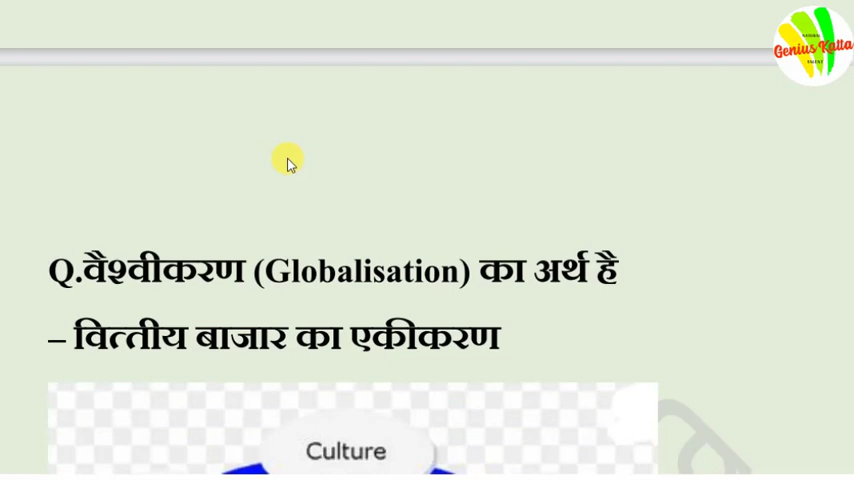 Genius Katta
Q.वैश्वीकरण (Globalisation) का अर्थ है
– वित्तीय बाजार का एकीकरण
Culture